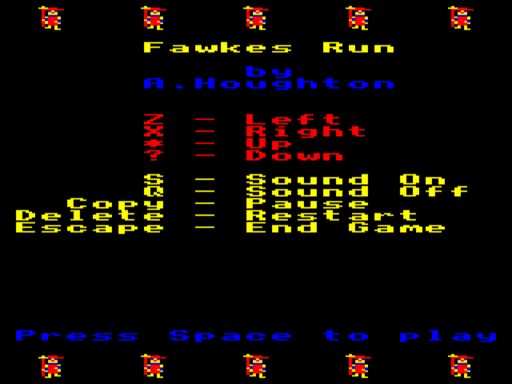 Fawkes Run
by
A.Houghton
Z - Left
X - Right
* - Up
? - Down
S - Sound On
Q - Sound Off
Copy - Pause
Delete - Restart
Escape - End Game
Press Space to play